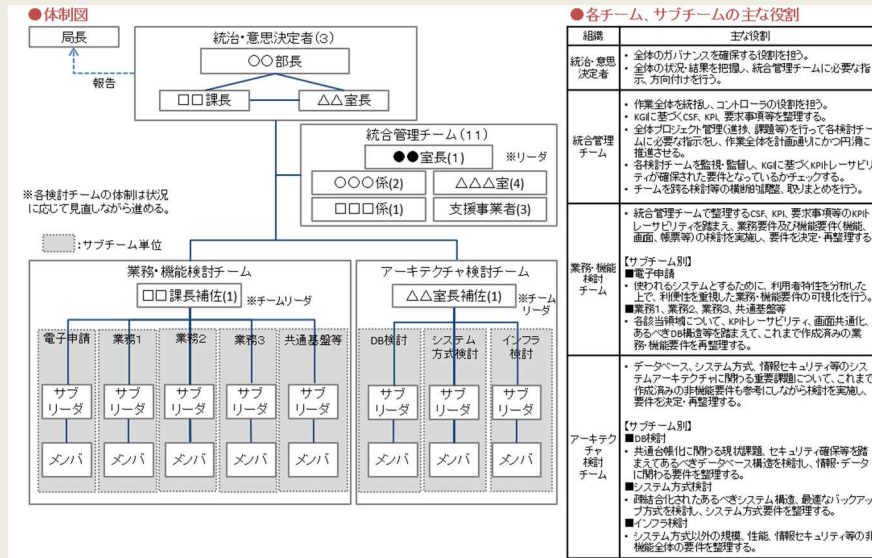 ●体制図
局長
報告
統治・意思決定者(3)
〇〇部長
□□課長
△△室長
統合管理チーム(11)
●●室長(1)
※リーダ
〇〇〇係(2)
△△△室(4)
□□□係(1)
支援事業者(3)
※各検討チームの体制は状況
に応じて見直しながら進める。
:サブチーム単位
業務・機能検討チーム
□□課長補佐(1)
※チームリーダ
電子申請
業務1
業務2
業務3
共通基盤等
サブ
リーダ
サブ
リーダ
サブ
リーダ
サブ
リーダ
サブ
リーダ
メンバ
メンバ
メンバ
メンバ
メンバ
アーキテクチャ検討チーム
△△室長補佐(1)
※チーム
リーダ
DB検討
システム
方式検討
インフラ
検討
サブ
リーダ
サブ
リーダ
サブ
リーダ
メンバ
メンバ
メンバ
●各チーム、サブチームの主な役割
組織
主な役割
統治・意思
決定者
・ 全体のガバナンスを確保する役割を担う。
・ 全体の状況・結果を把握し、統合管理チームに必要な指
示、方向付けを行う。
統合管理
チーム
・ 作業全体を統括し、コントローラの役割を担う。
・ KGIに基づくCSF、KPI、要求事項等を整理する。
・ 全体プロジェクト管理(進捗、課題等)を行って各検討チー
ムに必要な指示をし、作業全体を計画通りにかつ円滑に
推進させる。
・ 各検討チームを監視・監督し、KGIに基づくKPIトレーサビリ
ティが確保された要件となっているかチェックする。
・ チームを跨る検討等の横断的調整、取りまとめを行う。
業務・機能
検討
チーム
・ 統合管理チームで整理するCSF、KPI、要求事項等のKPIト
レーサビリティを踏まえ、業務要件及び機能要件(機能、
画面、帳票等)の検討を実施し、要件を決定・再整理する
【サブチーム別】
■電子申請
・ 使われるシステムとするために、利用者特性を分析した
上で、利便性を重視した業務・機能要件の可視化を行う。
■業務1、業務2、業務3、共通基盤等
・ 各該当領域について、KPIトレーサビリティ、画面共通化、
あるべきDB構造等を踏まえて、これまで作成済みの業
務・機能要件を再整理する。
アーキテク
チャ
検討
チーム
・ データベース、システム方式、情報セキュリティ等のシス
テムアーキテクチャに関わる重要課題について、これまで
作成済みの非機能要件も参考にしながら検討を実施し、
要件を決定・再整理する。
【サブチーム別】
■DB検討
・ 共通台帳化に関わる現状課題、セキュリティ確保等を踏
まえてあるべきデータベース構造を検討し、情報・データ
に関わる要件を整理する。
■システム方式検討
・ 疎結合化されたあるべきシステム構造、最適なバックアッ
プ方式を検討し、システム方式要件を整理する。
■インフラ検討
・ システム方式以外の規模、性能、情報セキュリティ等の非
機能全体の要件を整理する。